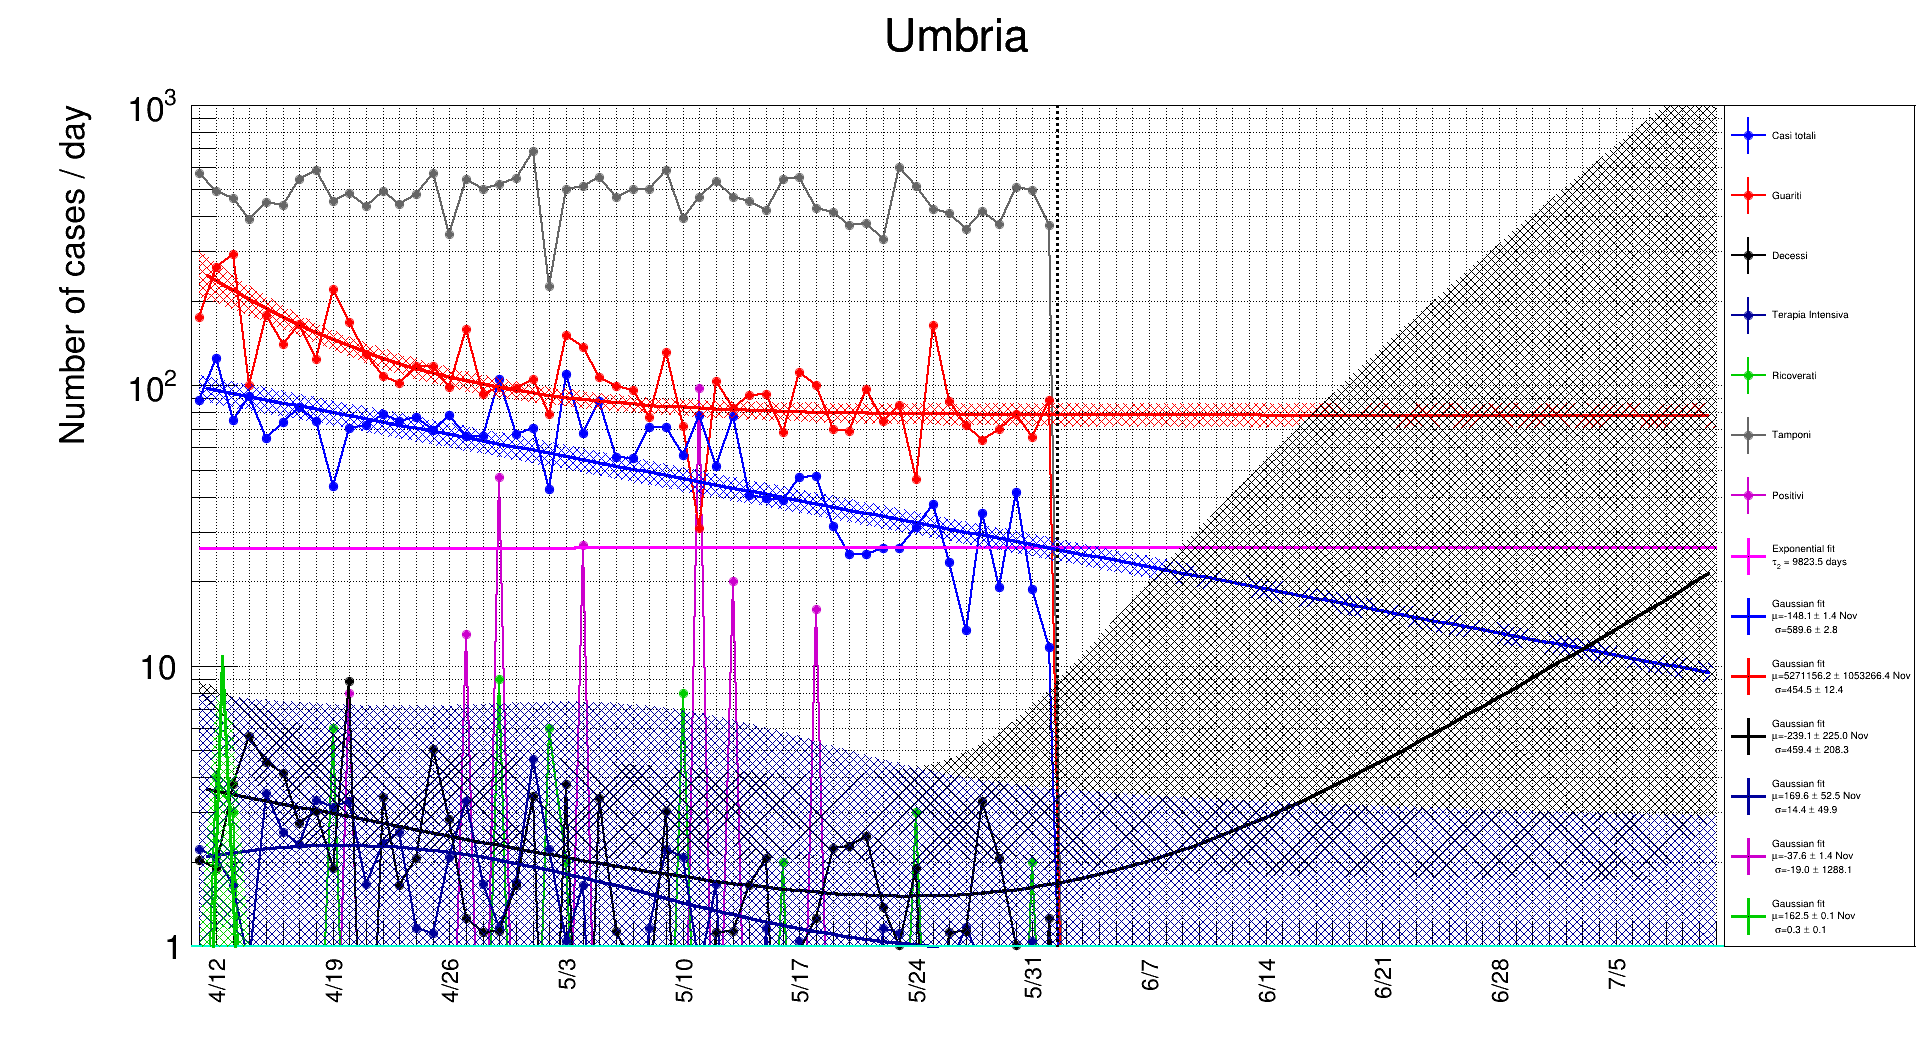 Umbria
Number of cases / day
10³
10²
10
1
4/12
4/19
4/26
5/3
5/10
5/17
5/24
5/31
6/7
6/14
6/21
6/28
7/5
Casi totali
Guariti
Decessi
Terapia Intensiva
Ricoverati
Tamponi
Positivi
Exponential fit
τ₂ = 9823.5 days
Gaussian fit
μ=-148.1 ± 1.4 Nov
σ=589.6 ± 2.8
Gaussian fit
μ=5271156.2 ± 1053266.4 Nov
σ=454.5 ± 12.4
Gaussian fit
μ=-239.1 ± 225.0 Nov
σ=459.4 ± 208.3
Gaussian fit
μ=169.6 ± 52.5 Nov
σ=14.4 ± 49.9
Gaussian fit
μ=-37.6 ± 1.4 Nov
σ=-19.0 ± 1288.1
Gaussian fit
μ=162.5 ± 0.1 Nov
σ=0.3 ± 0.1